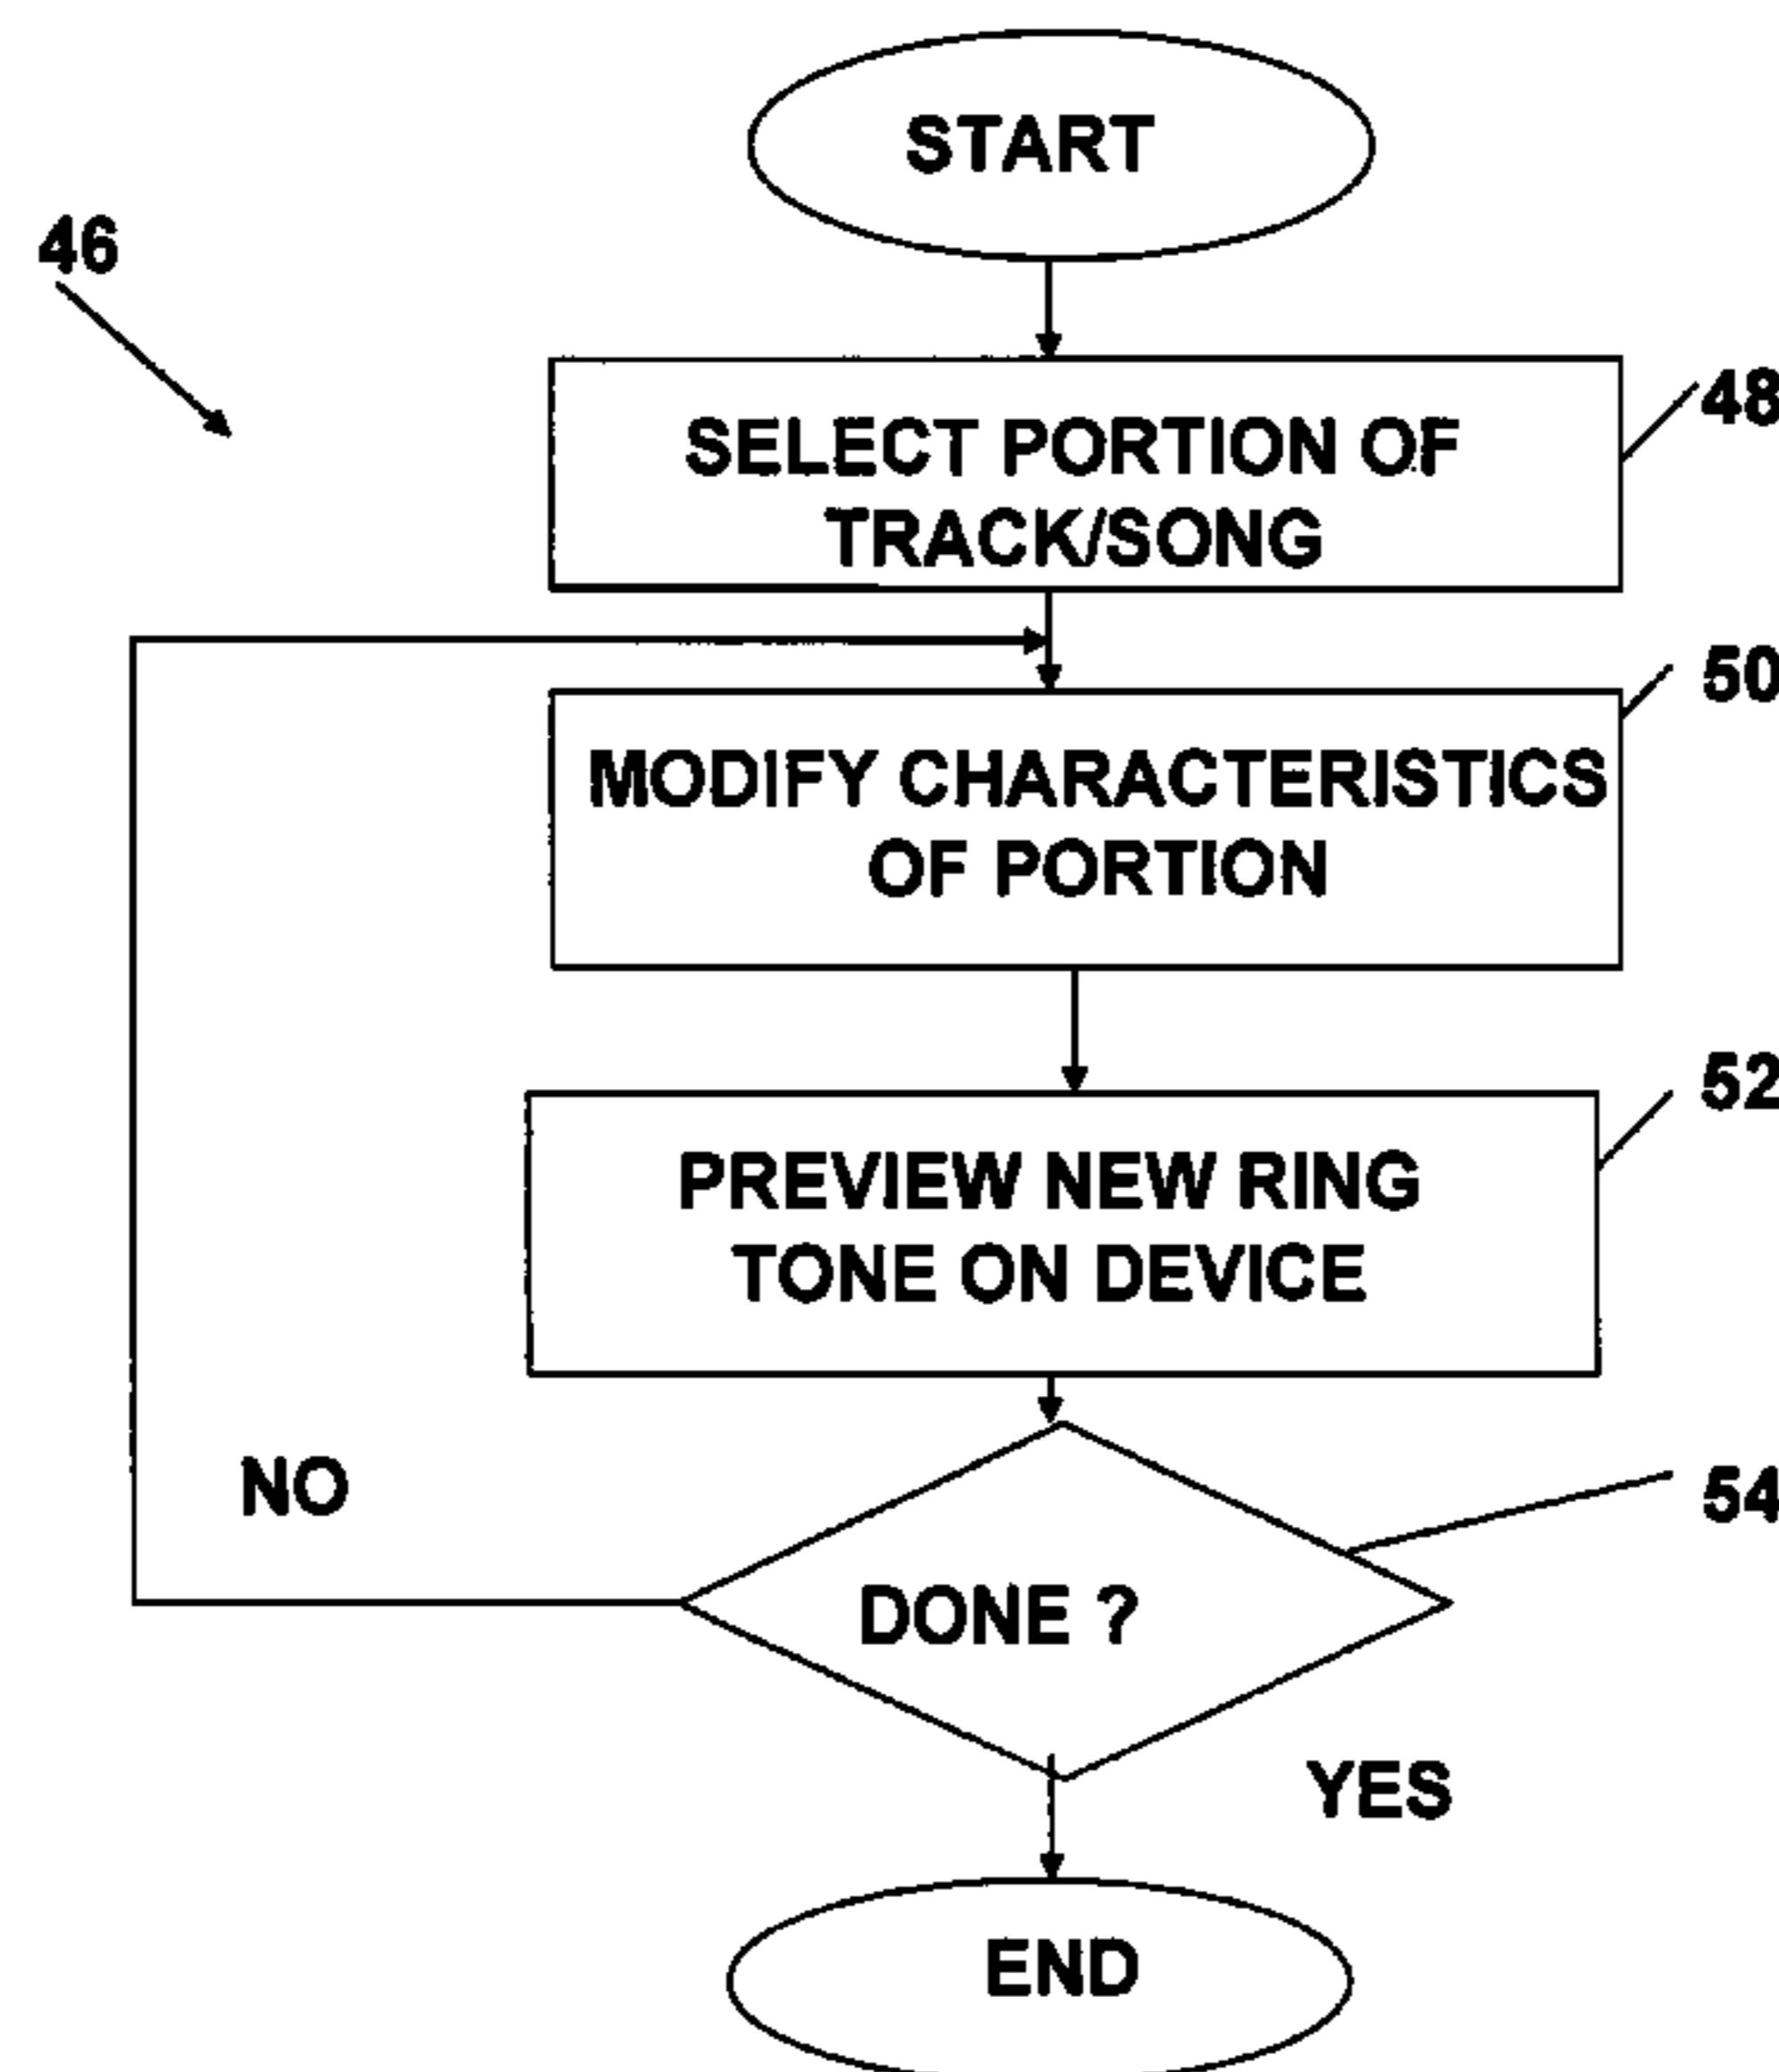 START
46
SELECT PORTION OF
TRACK/SONG
48
50
MODIFY CHARACTERISTICS
OF PORTION
52
PREVIEW NEW RING
TONE ON DEVICE
NO
54
DONE ?
YES
END